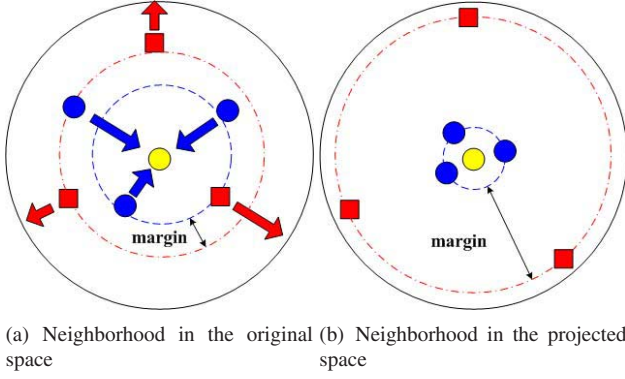 margin
margin
(a) Neighborhood in the original
space
(b) Neighborhood in the projected
space